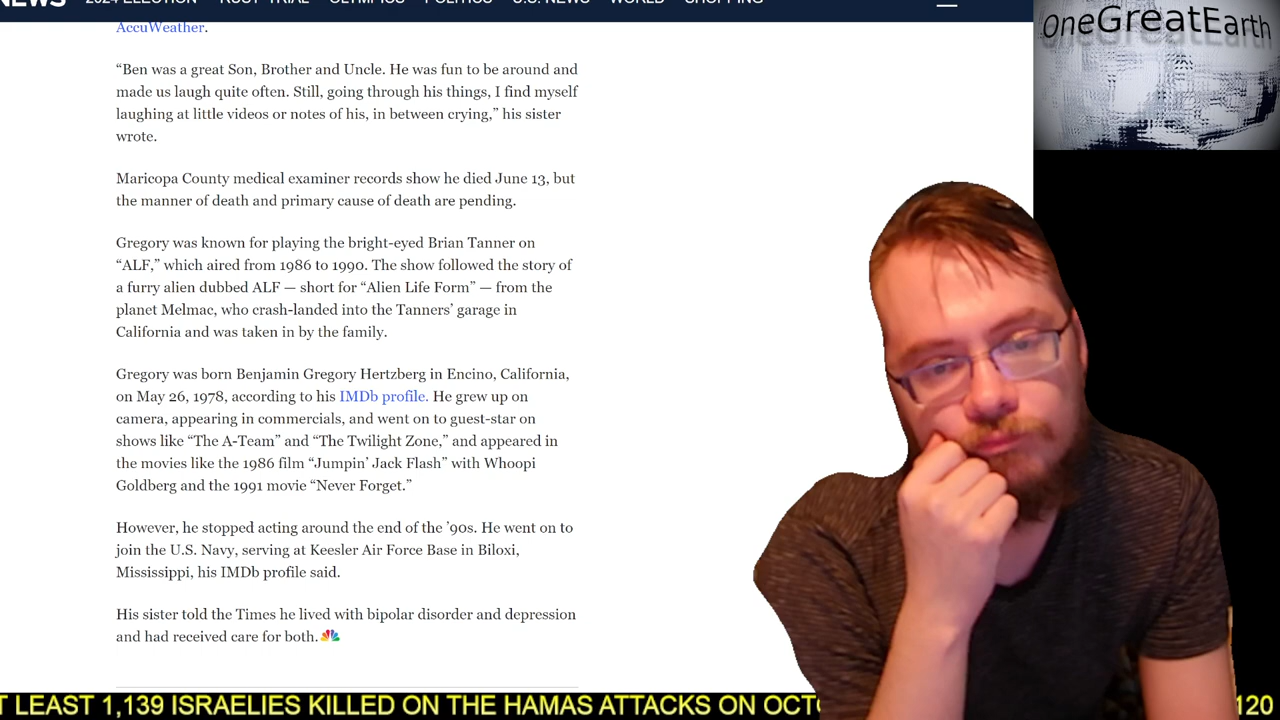 NEWS 2024 ELECTION TRUST TRIAL OLYMPICS POLITICS U.S. NEWS WORLD SHOPPING
OneGreatEarth
AccuWeather.
“Ben was a great Son, Brother and Uncle. He was fun to be around and
made us laugh quite often. Still, going through his things, I find myself
laughing at little videos or notes of his, in between crying,” his sister
wrote.
Maricopa County medical examiner records show he died June 13, but
the manner of death and primary cause of death are pending.
Gregory was known for playing the bright-eyed Brian Tanner on
“ALF,” which aired from 1986 to 1990. The show followed the story of
a furry alien dubbed ALF — short for “Alien Life Form” — from the
planet Melmac, who crash-landed into the Tanners’ garage in
California and was taken in by the family.
Gregory was born Benjamin Gregory Hertzberg in Encino, California,
on May 26, 1978, according to his IMDb profile. He grew up on
camera, appearing in commercials, and went on to guest-star on
shows like “The A-Team” and “The Twilight Zone,” and appeared in
the movies like the 1986 film “Jumpin’ Jack Flash” with Whoopi
Goldberg and the 1991 movie “Never Forget.”
However, he stopped acting around the end of the ’90s. He went on to
join the U.S. Navy, serving at Keesler Air Force Base in Biloxi,
Mississippi, his IMDb profile said.
His sister told the Times he lived with bipolar disorder and depression
and had received care for both.
T LEAST 1,139 ISRAELIES KILLED ON THE HAMAS ATTACKS ON OCT 120